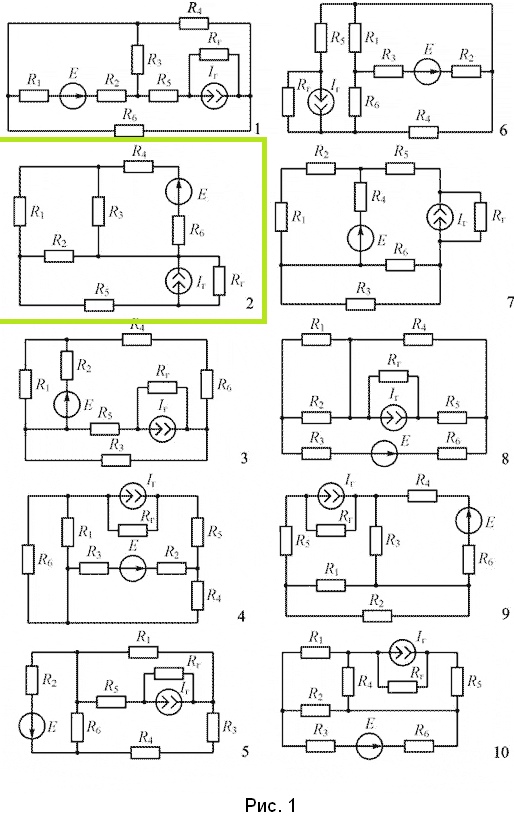 R4
Rг
R3
R1 E R2 R5 Iг
R6
1
R5 R1
R3 E R2
Rг Iг R6
R4
6
R4
E
R1 R3
R2 R6
Iг Rг
R5
2
R2 R5
R4
R1 Iг Rг
E R6
R3
7
R4
R2 Rг
R1 R6
E R5 Iг
R3
3
R1 R4
Rг
Iг
R2 R5
R3 E R6
8
Iг
Rг
R1 R5
R6 R3 E R2
R4
4
Iг R4
Rг E
R5 R3
R1 R6
R2
9
R1
R2 Rг
R5 Iг
E R6 R3
R4
5
R1 Iг
R4 Rг R5
R2
R3 E R6
10
Рис. 1